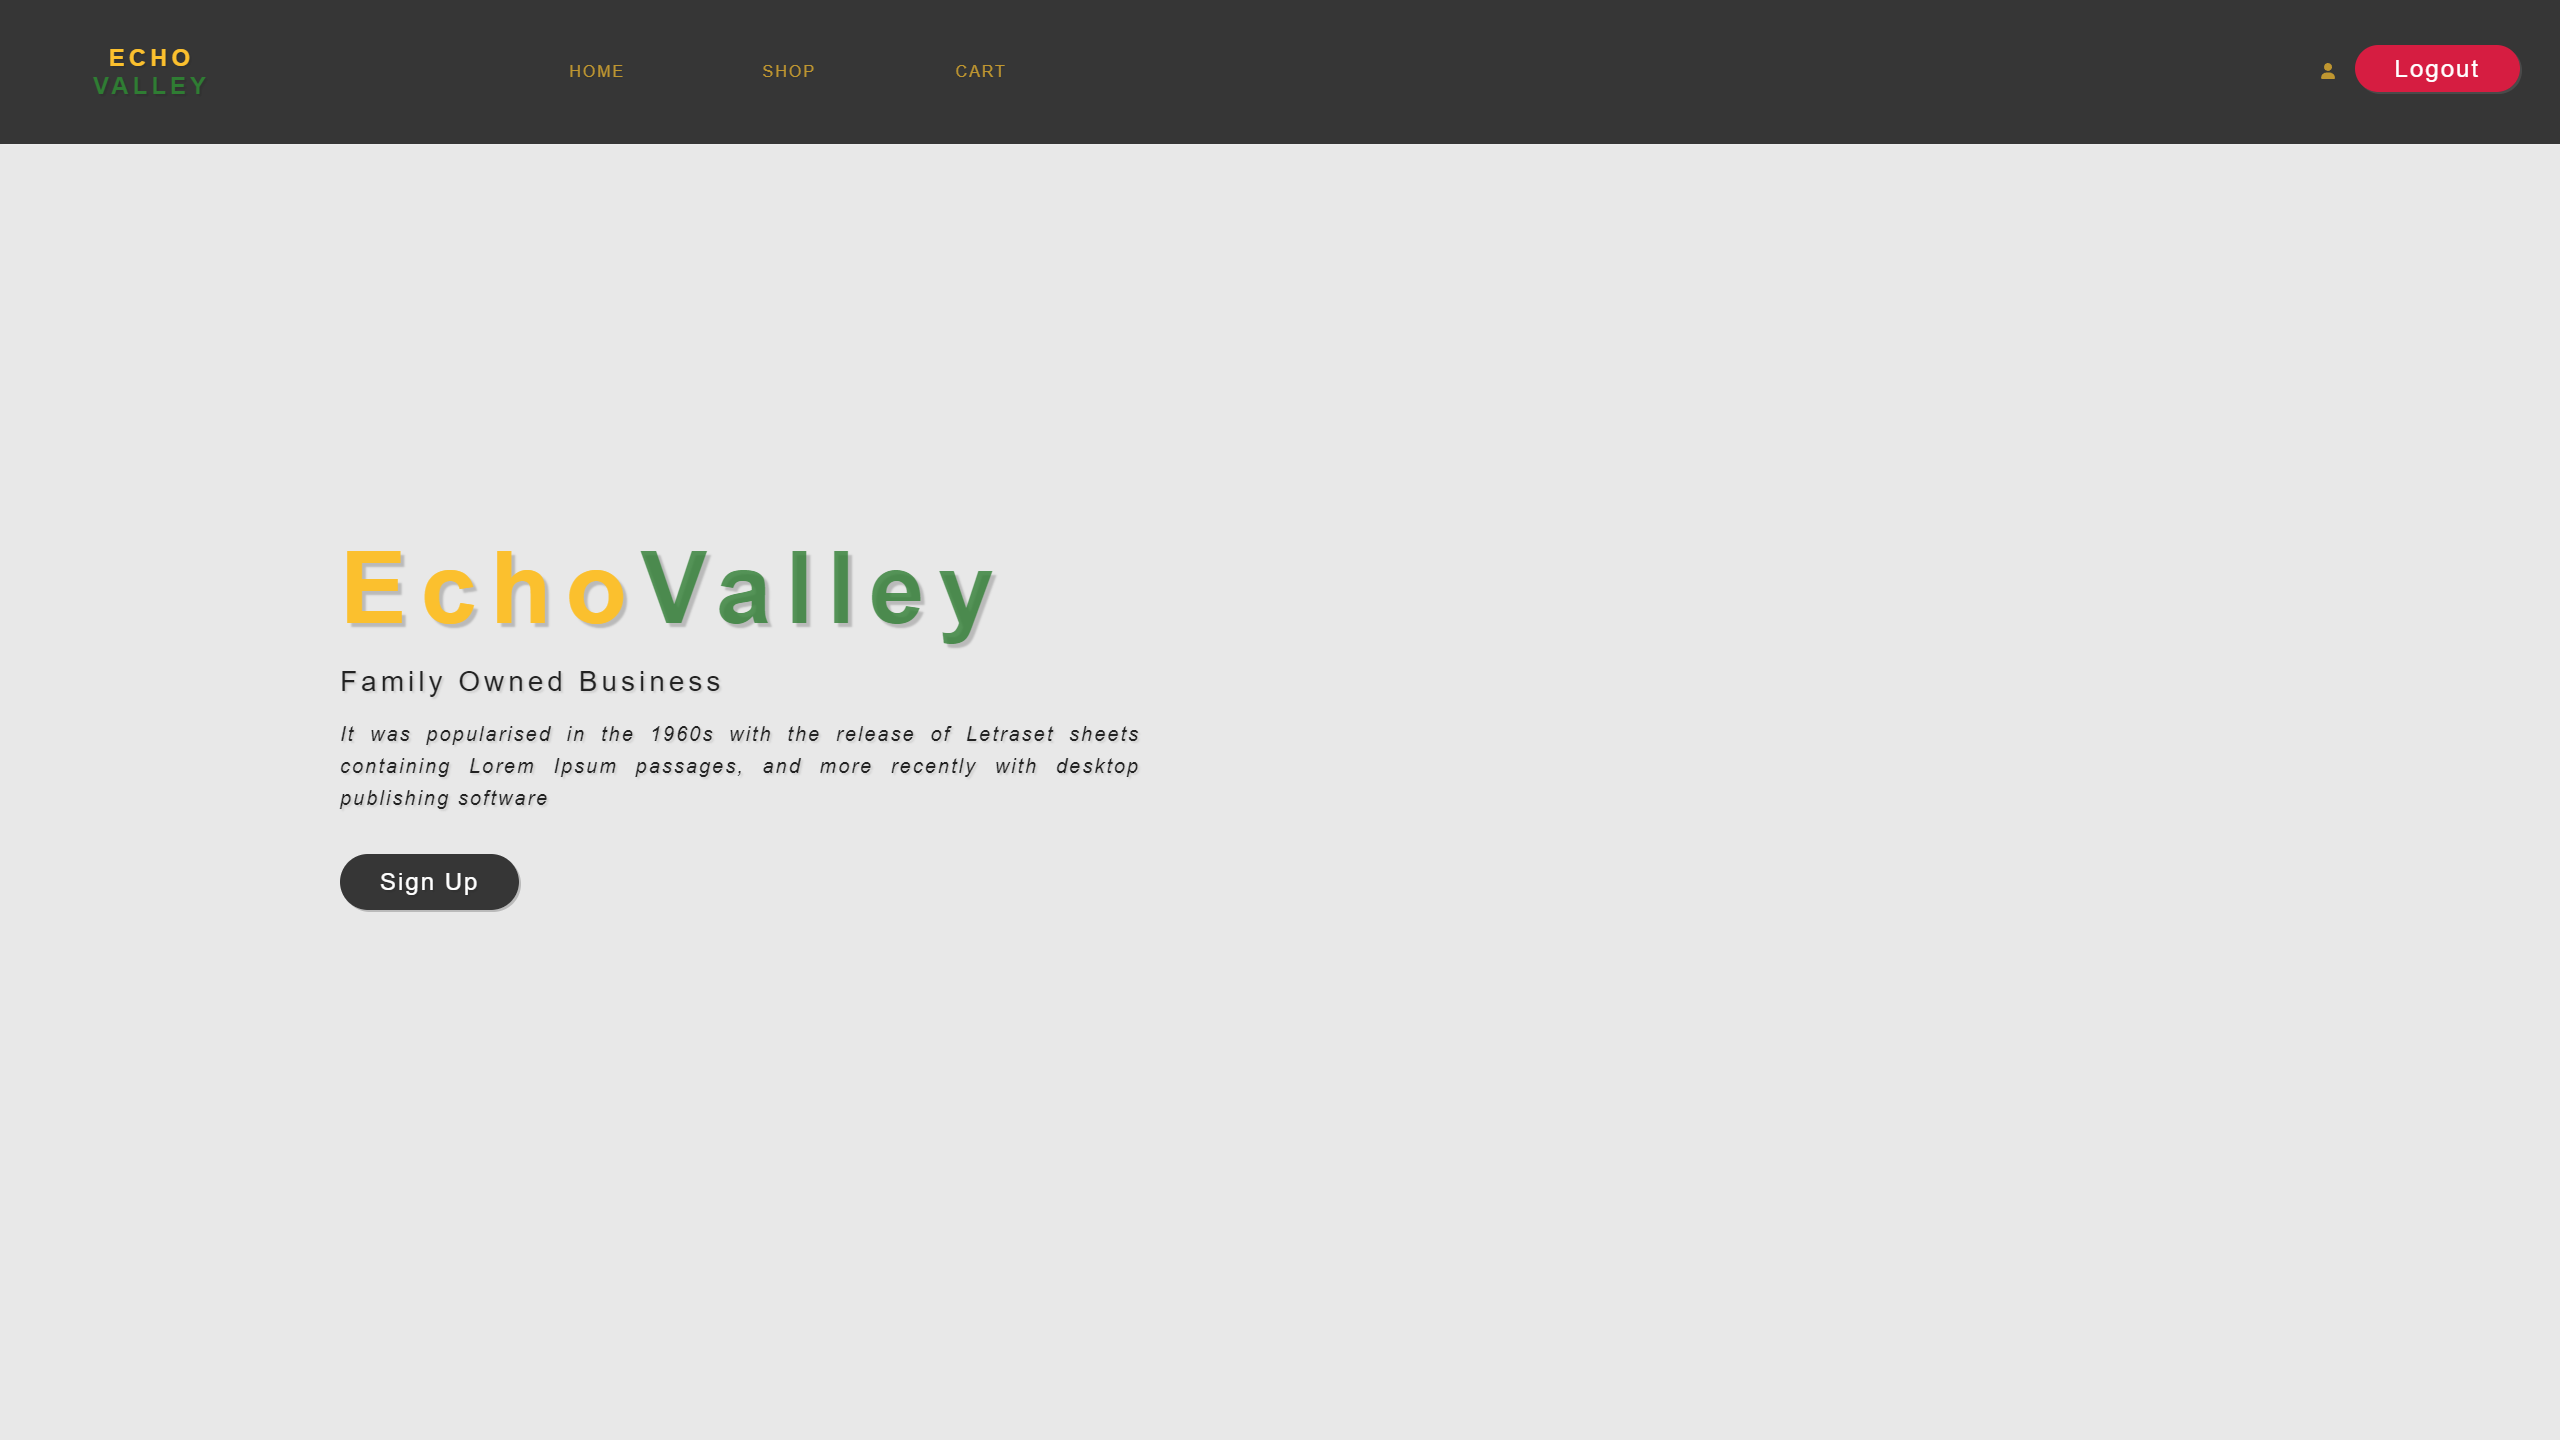 ECHO
VALLEY
HOME
SHOP
CART
Logout
EchoValley
Family Owned Business
It was popularised in the 1960s with the release of Letraset sheets
containing Lorem Ipsum passages, and more recently with desktop
publishing software
Sign Up